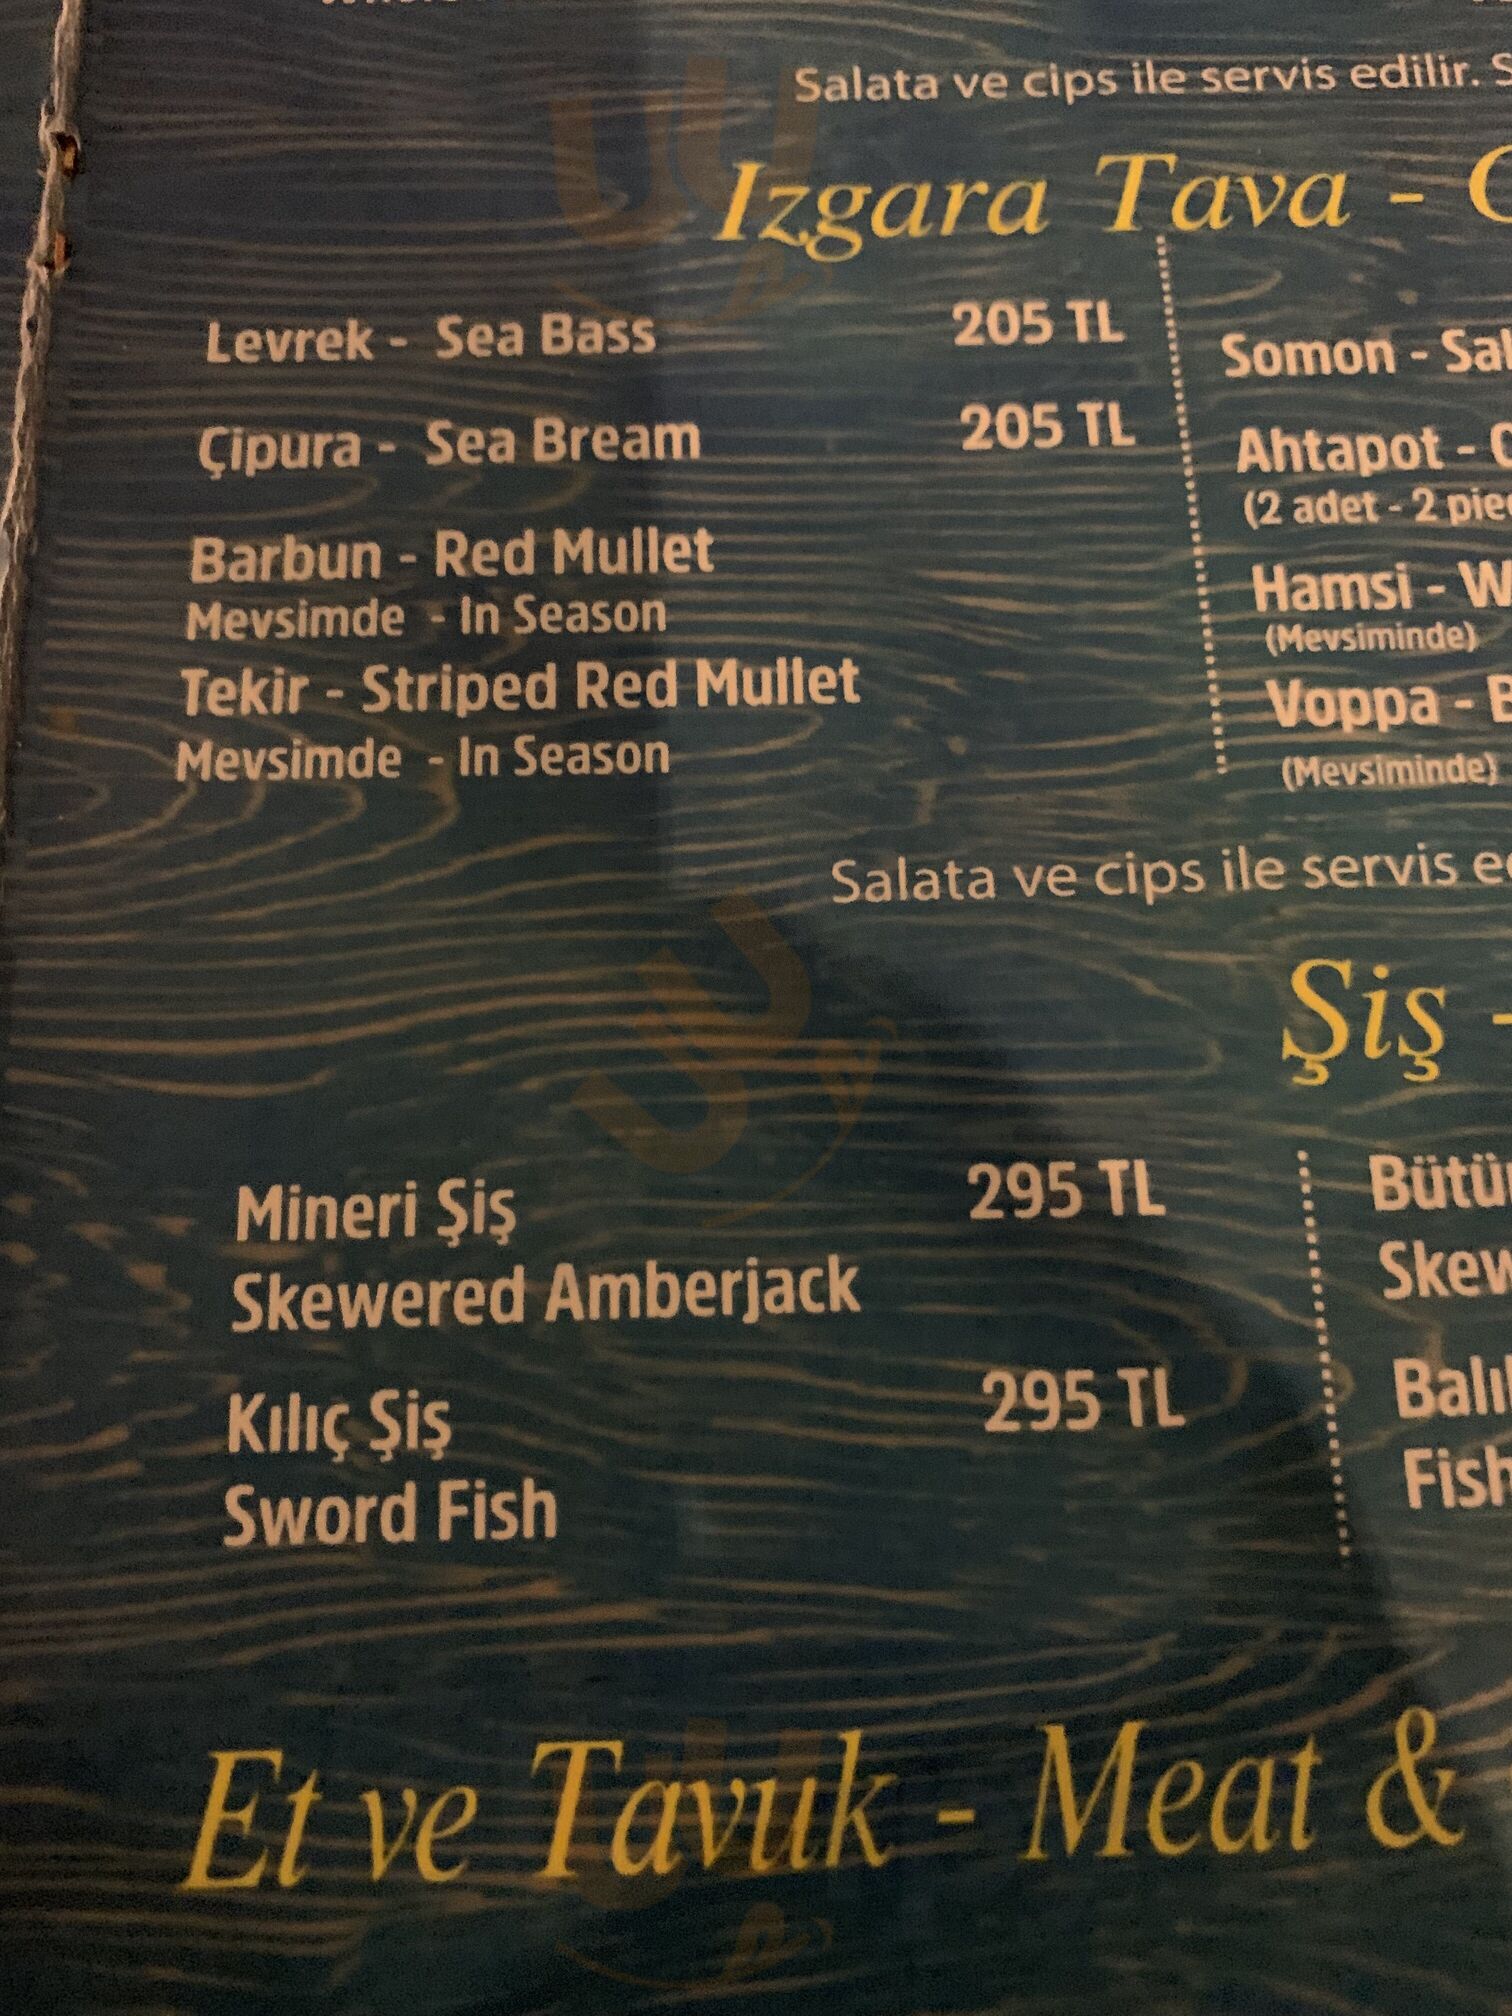 Salata ve cips ile servis edilir.
Izgara Tava -
Levrek - Sea Bass 205 TL
Çipura - Sea Bream 205 TL
Barbun - Red Mullet
Mevsimde - In Season
Tekir - Striped Red Mullet
Mevsimde - In Season
Somon -
Ahtapot -
(2 adet - 2
Hamsi -
(Mevsiminde)
Voppa -
(Mevsiminde)
Salata ve cips ile servis
Şiş -
Mineri Şiş 295 TL
Skewered Amberjack
Kılıç Şiş 295 TL
Sword Fish
Et ve Tavuk - Meat &